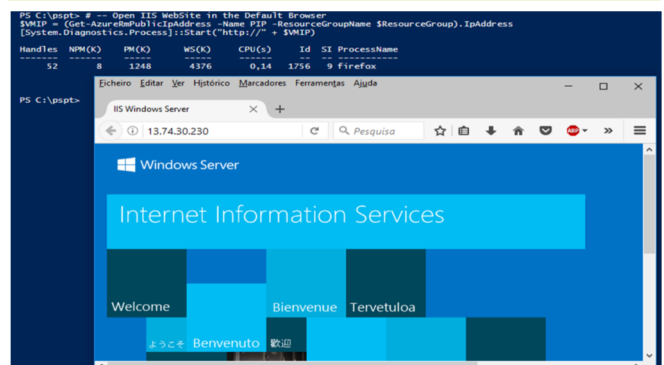 PS C:\pspt> # -- Open IIS WebSite in the Default Browser
$VMIP = (Get-AzureRmPublicIpAddress -Name PIP -ResourceGroupName $ResourceGroup).IpAddress
[System.Diagnostics.Process]::Start("http://" + $VMIP)
Handles NPM(K) PM(K) WS(K) CPU(s) Id SI ProcessName
------- ------ ----- ----- ------ -- -- -----------
52 8 1248 4376 0,14 1756 9 firefox
PS C:\pspt>
Ficheiro Editar Ver Histórico Marcadores Ferramentas Ajuda
IIS Windows Server
13.74.30.230
Pesquisa
ABP
Windows Server
Internet Information Services
Welcome
Bienvenue
Tervetuloa
ようこそ
Benvenuto
歡迎